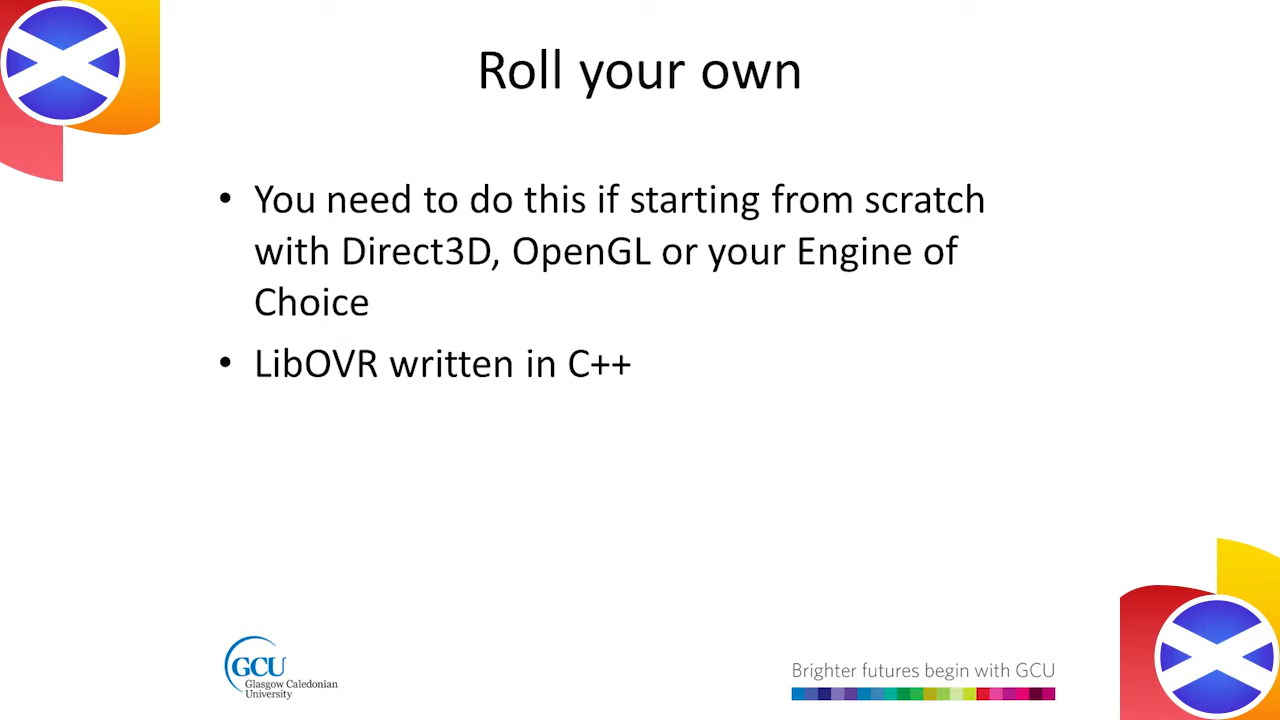 Roll your own
• You need to do this if starting from scratch
with Direct3D, OpenGL or your Engine of
Choice
• LibOVR written in C++
GCU
Glasgow Caledonian
University
Brighter futures begin with GCU